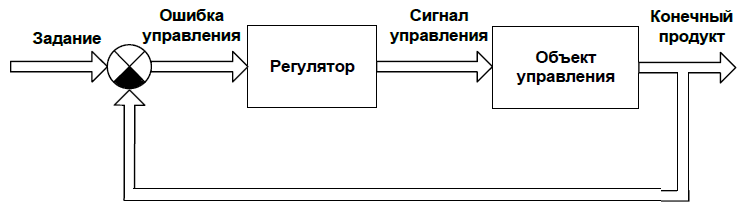 Задание
Ошибка
управления
Регулятор
Сигнал
управления
Объект
управления
Конечный
продукт